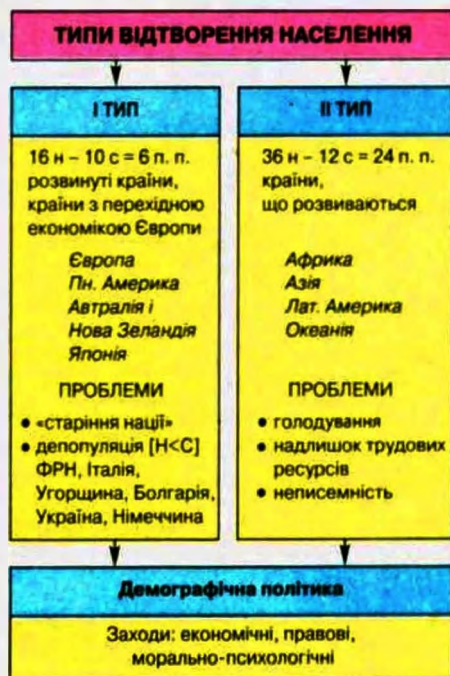 ТИПИ ВІДТВОРЕННЯ НАСЕЛЕННЯ
І ТИП
16 н – 10 с = 6 п. п.
розвинуті країни,
країни з перехідною
економікою Європи
Європа
Пн. Америка
Автралія і
Нова Зеландія
Японія
ПРОБЛЕМИ
• «старіння нації»
• депопуляція [Н<С]
ФРН, Італія,
Угорщина, Болгарія,
Україна, Німеччина
ІІ ТИП
36 н – 12 с = 24 п. п.
країни,
що розвиваються
Африка
Азія
Лат. Америка
Океанія
ПРОБЛЕМИ
• голодування
• надлишок трудових
ресурсів
• неписемність
Демографічна політика
Заходи: економічні, правові,
морально-психологічні